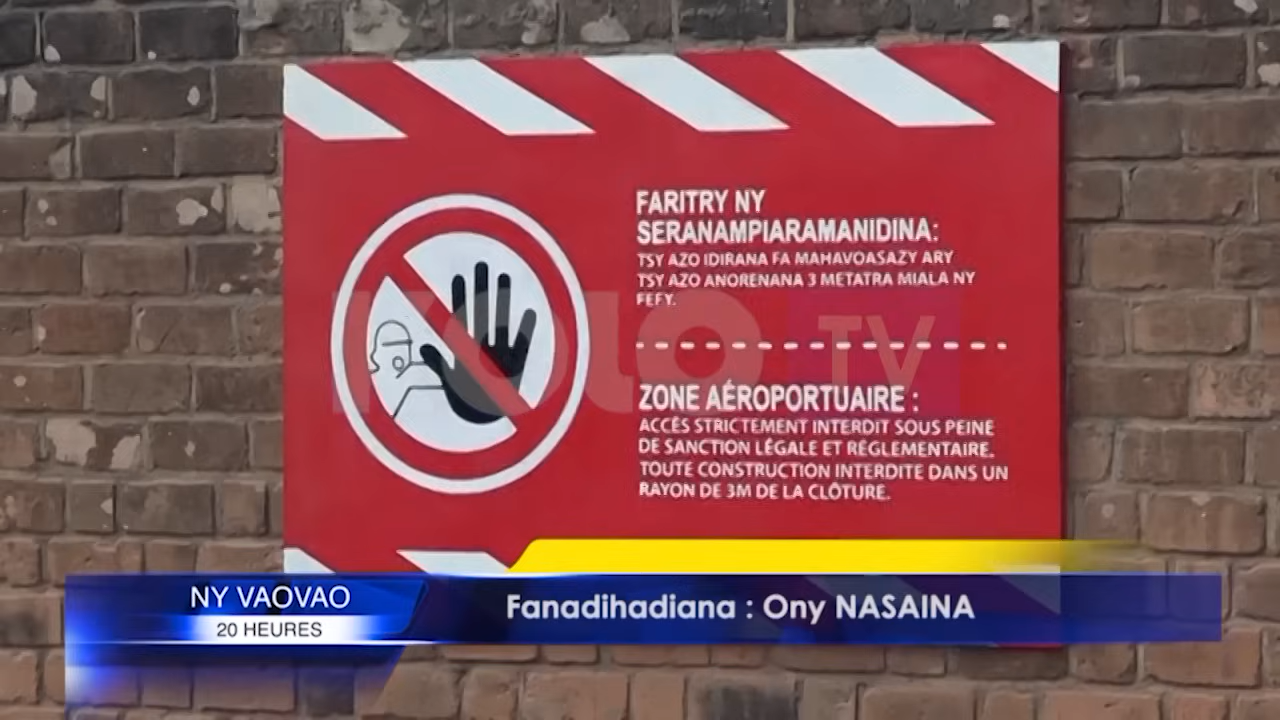 FARITRY NY
SERANAMPIARAMANIDINA:
TSY AZO IDIRANA FA MAHAVOASAZY ARY
TSY AZO ANORENANA 3 METATRA MIALA NY
FEFY.
KOLO TV
ZONE AÉROPORTUAIRE :
ACCÈS STRICTEMENT INTERDIT SOUS PEINE
DE SANCTION LÉGALE ET RÉGLEMENTAIRE.
TOUTE CONSTRUCTION INTERDITE DANS UN
RAYON DE 3M DE LA CLÔTURE.
NY VAOVAO
20 HEURES
Fanadihadiana : Ony NASAINA